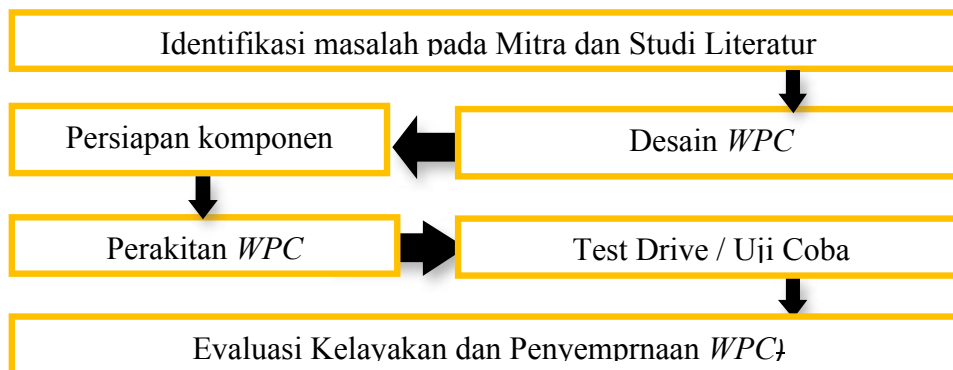 Identifikasi masalah pada Mitra dan Studi Literatur
Desain WPC
Persiapan komponen
Perakitan WPC
Test Drive / Uji Coba
Evaluasi Kelayakan dan Penyemprnaan WPC)